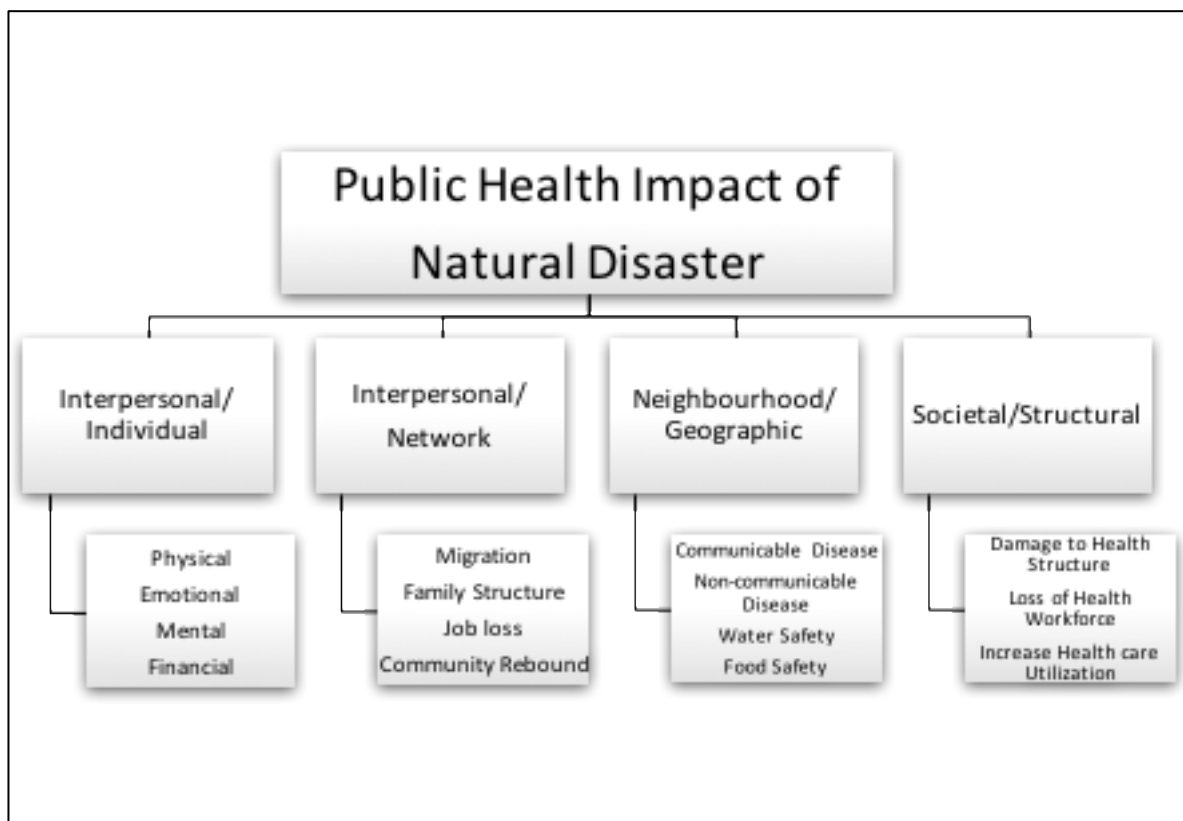 Public Health Impact of
Natural Disaster
Interpersonal/
Individual
Interpersonal/
Network
Neighbourhood/
Geographic
Societal/Structural
Physical
Emotional
Mental
Financial
Migration
Family Structure
Job loss
Community Rebound
Communicable Disease
Non-communicable
Disease
Water Safety
Food Safety
Damage to Health
Structure
Loss of Health
Workforce
Increase Health care
Utilization